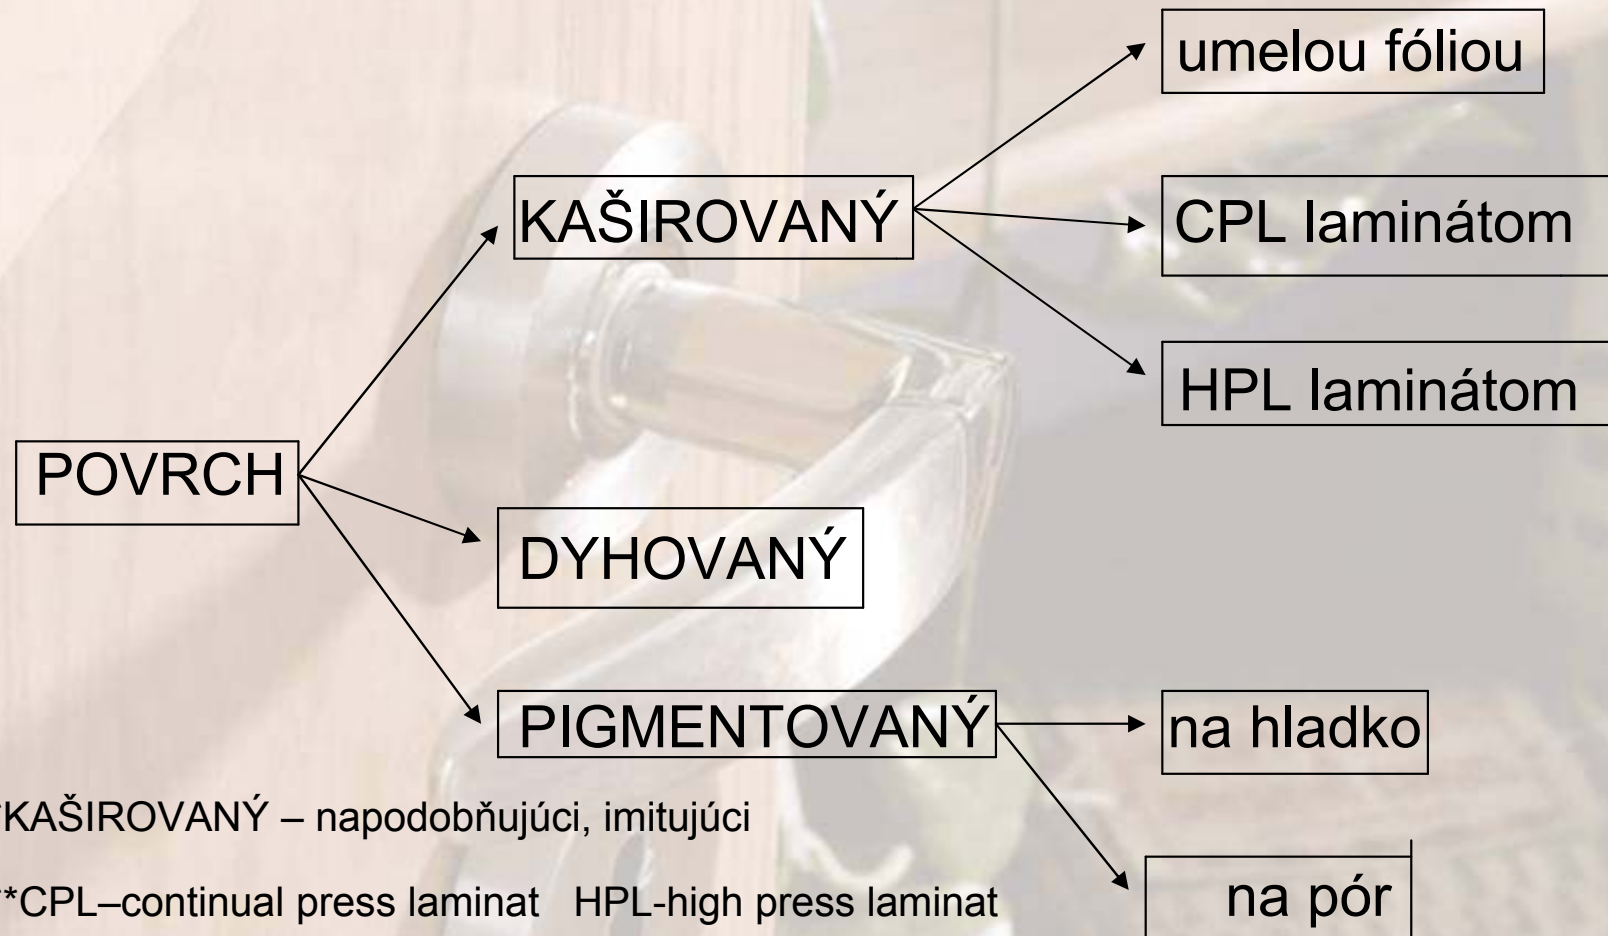 umelou fóliou
KAŠIROVANÝ
CPL laminátom
HPL laminátom
POVRCH
DYHOVANÝ
PIGMENTOVANÝ
na hladko
*KAŠIROVANÝ – napodobňujúci, imitujúci
na pór
**CPL–continual press laminat HPL-high press laminat